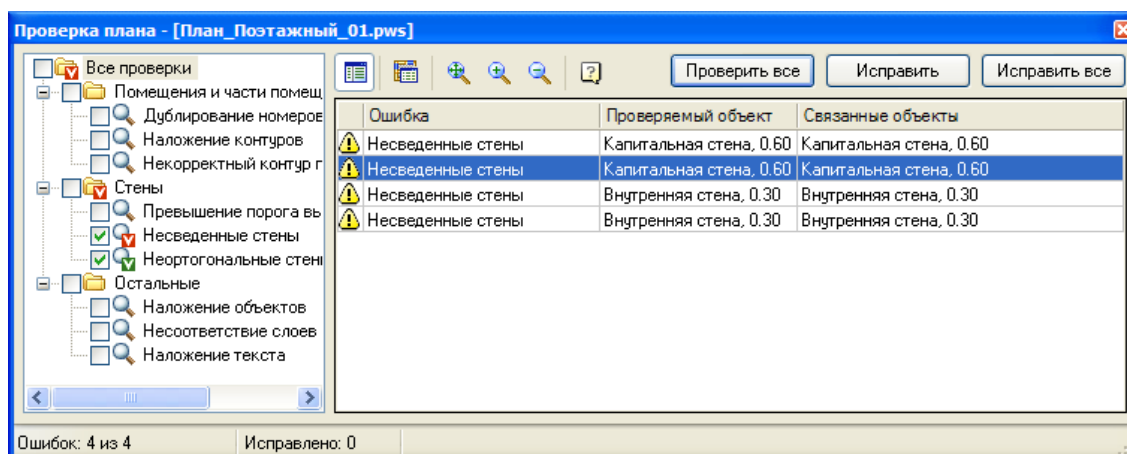 Проверка плана - [План_Поэтажный_01.pws]
Все проверки
Помещения и части помещ
Дублирование номеров
Наложение контуров
Некорректный контур г
Стены
Превышение порога вь
Несведенные стены
Неортогональные стен
Остальные
Наложение объектов
Несоответствие слоев
Наложение текста
Проверить все Исправить Исправить все
Ошибка Проверяемый объект Связанные объекты
Несведенные стены Капитальная стена, 0.60 Капитальная стена, 0.60
Несведенные стены Капитальная стена, 0.60 Капитальная стена, 0.60
Несведенные стены Внутренняя стена, 0.30 Внутренняя стена, 0.30
Несведенные стены Внутренняя стена, 0.30 Внутренняя стена, 0.30
Ошибок: 4 из 4 Исправлено: 0